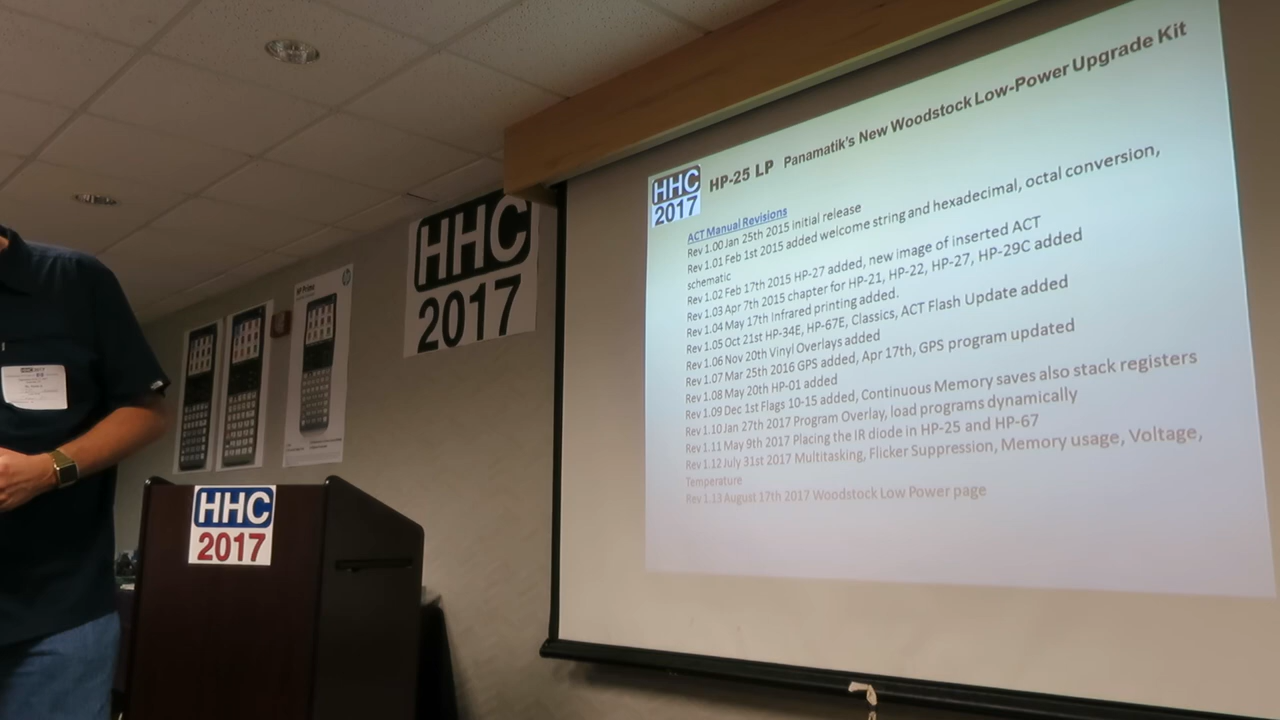 HHC
2017
HP-25 LP Panamatik's New Woodstock Low-Power Upgrade Kit
ACT Manual Revisions
Rev 1.00 Jan 25th 2015 initial release
Rev 1.01 Feb 1st 2015 added welcome string and hexadecimal, octal conversion,
schematic
Rev 1.02 Feb 17th 2015 HP-27 added, new image of inserted ACT
Rev 1.03 Apr 7th 2015 chapter for HP-21, HP-22, HP-27, HP-29C added
Rev 1.04 May 17th Infrared printing added.
Rev 1.05 Oct 21st HP-34E, HP-67E, Classics, ACT Flash Update added
Rev 1.06 Nov 20th Vinyl Overlays added
Rev 1.07 Mar 25th 2016 GPS added, Apr 17th, GPS program updated
Rev 1.08 May 20th HP-01 added
Rev 1.09 Dec 1st Flags 10-15 added, Continuous Memory saves also stack registers
Rev 1.10 Jan 27th 2017 Program Overlay, load programs dynamically
Rev 1.11 May 9th 2017 Placing the IR diode in HP-25 and HP-67
Rev 1.12 July 31st 2017 Multitasking, Flicker Suppression, Memory usage, Voltage,
Temperature
Rev 1.13 August 17th 2017 Woodstock Low Power page
HHC
2017
HP Prime
HHC
2017